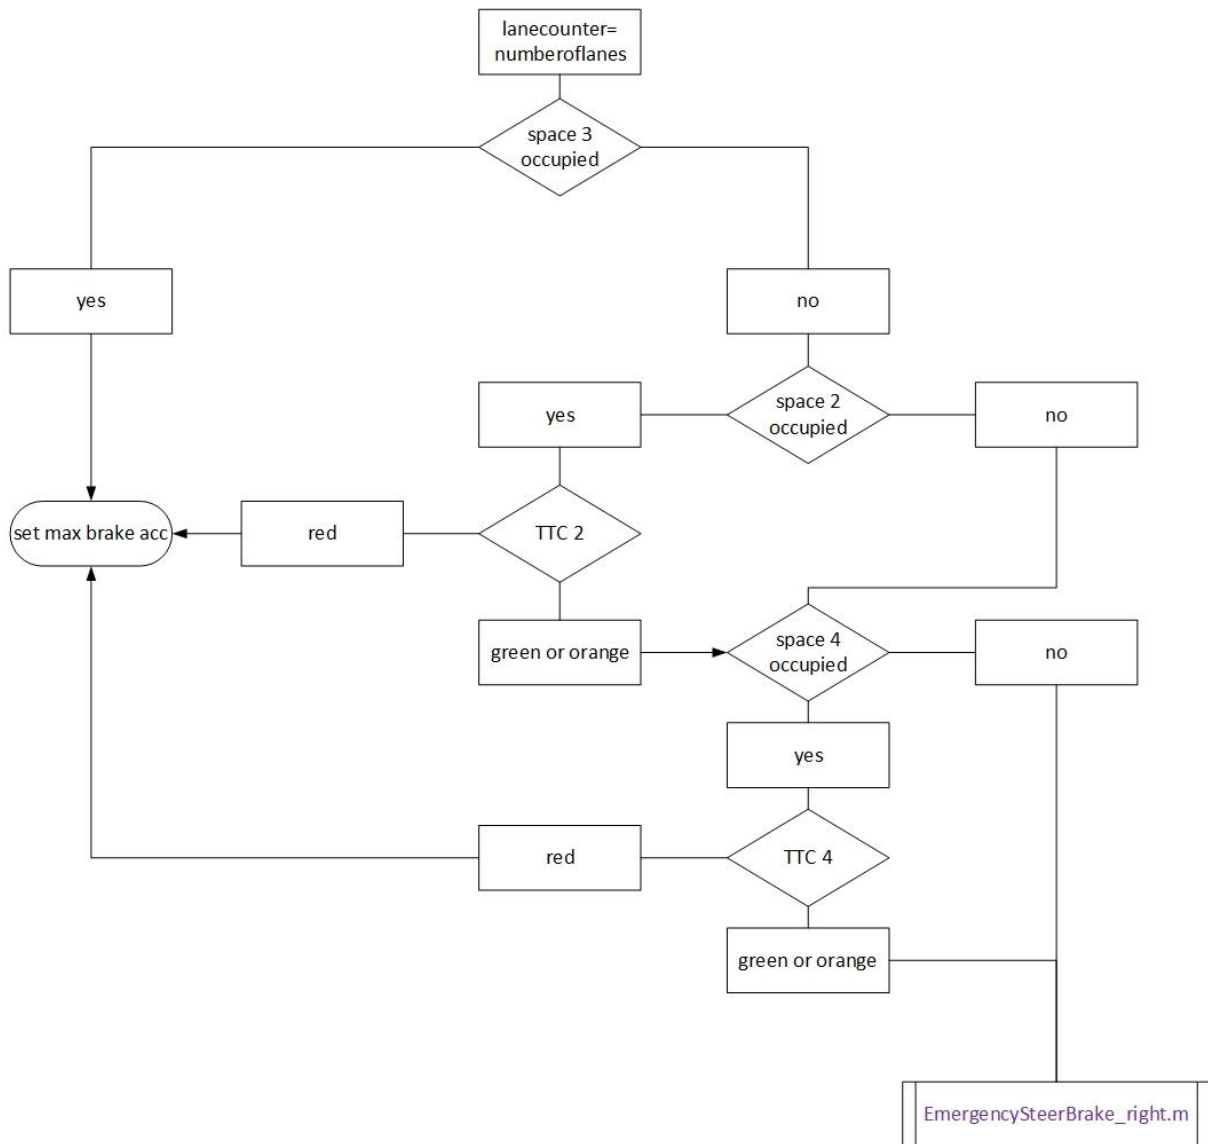 lanecounter=
numberoflanes
space 3
occupied
yes
no
yes
space 2
occupied
no
set max brake acc
red
TTC 2
green or orange
space 4
occupied
no
yes
red
TTC 4
green or orange
EmergencySteerBrake_right.m